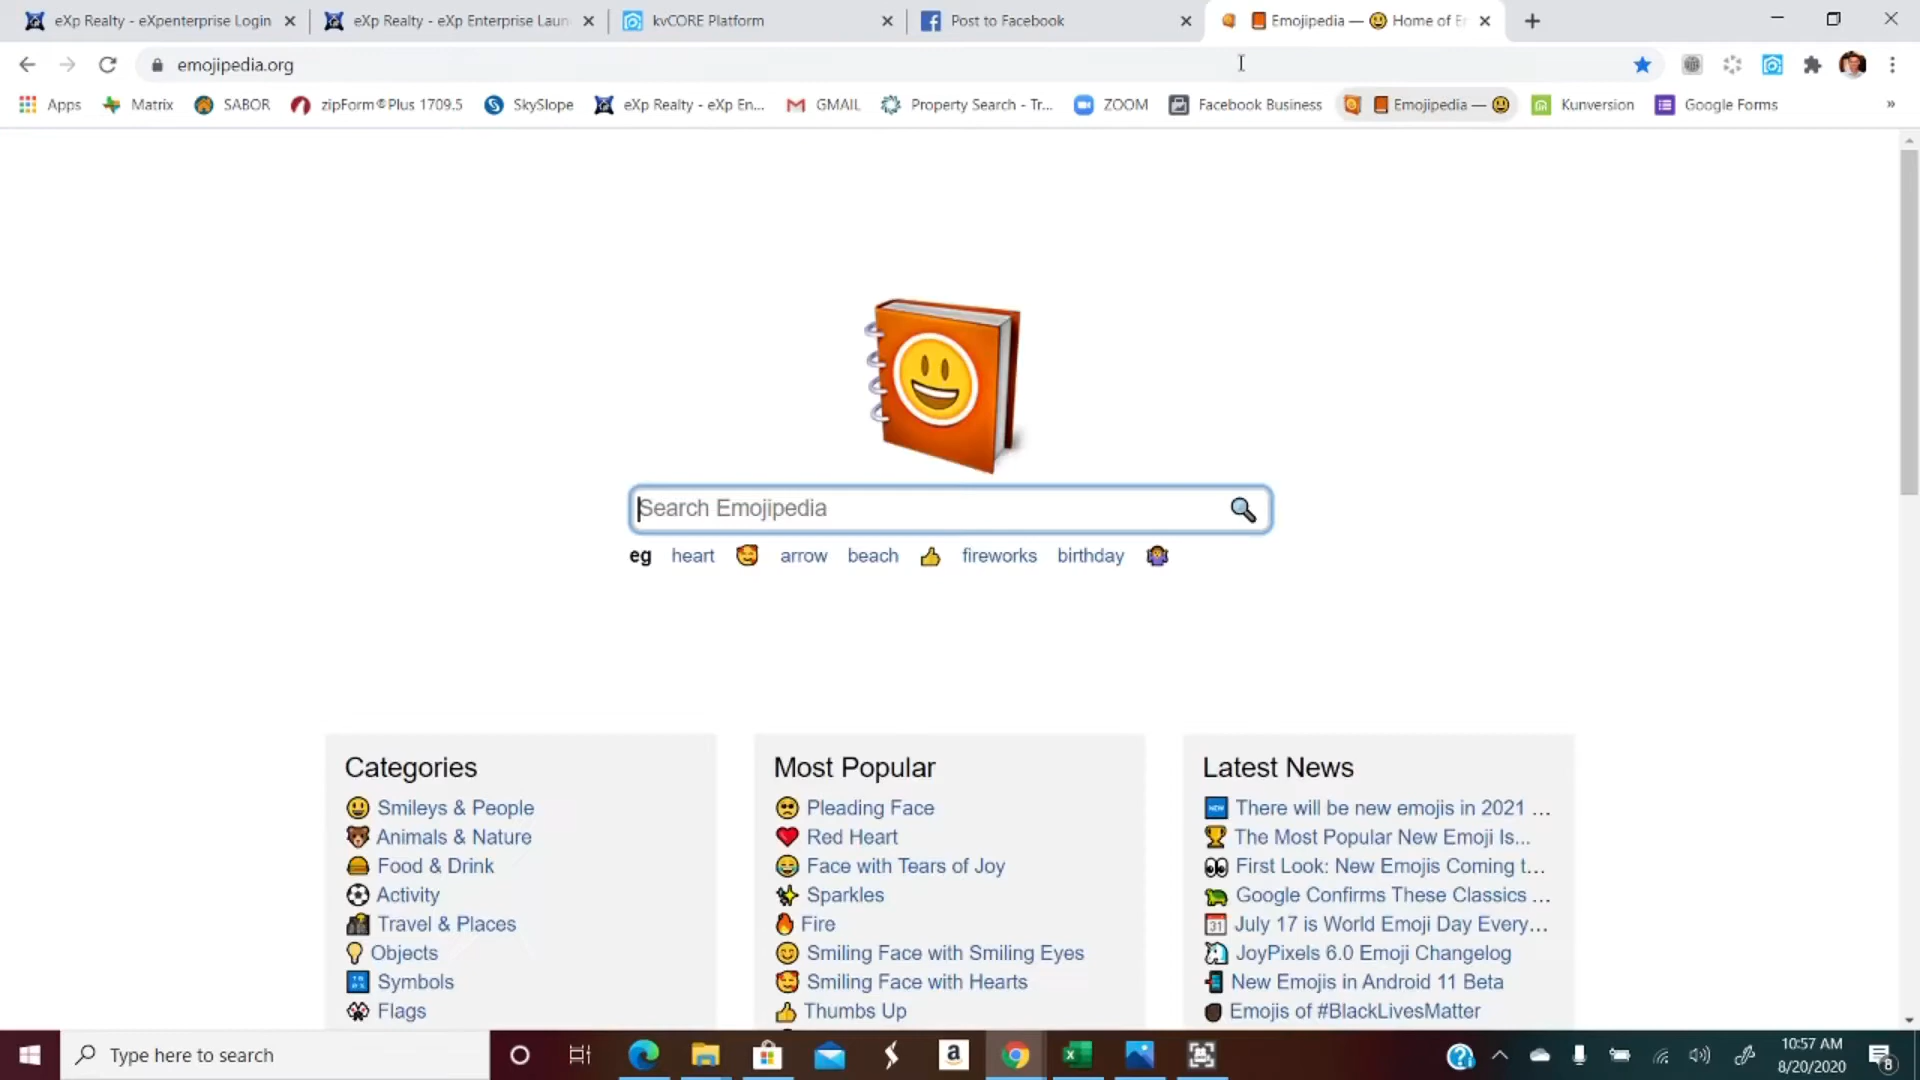 eXp Realty - eXpenterprise Login
eXp Realty - eXp Enterprise Laun
kvCORE Platform
Post to Facebook
Emojipedia — 😃 Home of E
emojipedia.org
Apps
Matrix
SABOR
zipForm®Plus 1709.5
SkySlope
eXp Realty - eXp En...
GMAIL
Property Search - Tr...
ZOOM
Facebook Business
Emojipedia — 😃
Kunversion
Google Forms
»
Search Emojipedia
eg heart 🥰 arrow beach 👍 fireworks birthday 🤷
Categories
Smileys & People
Animals & Nature
Food & Drink
Activity
Travel & Places
Objects
Symbols
Flags
Most Popular
Pleading Face
Red Heart
Face with Tears of Joy
Sparkles
Fire
Smiling Face with Smiling Eyes
Smiling Face with Hearts
Thumbs Up
Latest News
There will be new emojis in 2021 ...
The Most Popular New Emoji Is...
First Look: New Emojis Coming t...
Google Confirms These Classics ...
July 17 is World Emoji Day Every...
JoyPixels 6.0 Emoji Changelog
New Emojis in Android 11 Beta
Emojis of #BlackLivesMatter
Type here to search
10:57 AM
8/20/2020
8